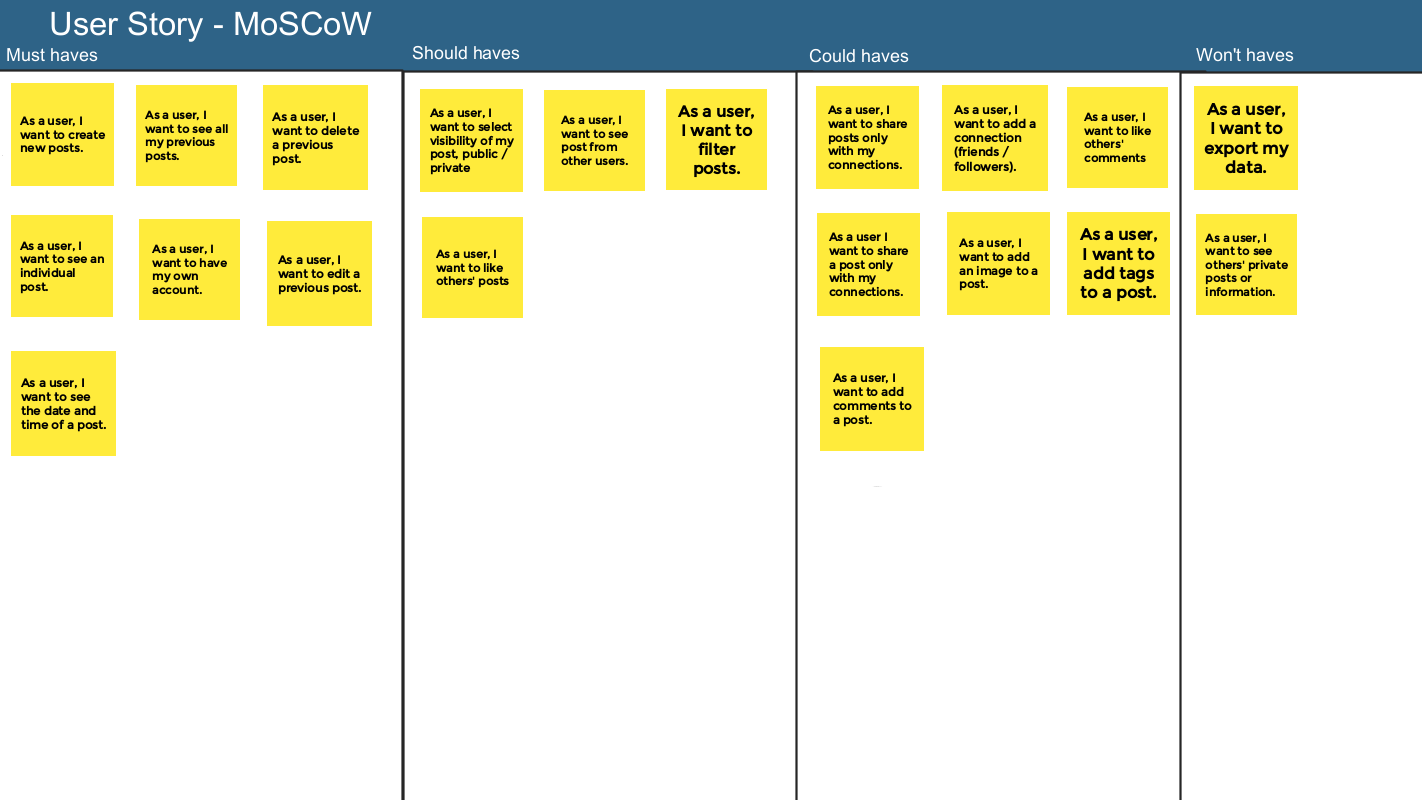 User Story - MoSCoW
Must haves
Should haves
Could haves
Won't haves
As a user, I
want to create
new posts.
As a user, I
want to see all
my previous
posts.
As a user, I
want to delete
a previous
post.
As a user, I
want to see an
individual
post.
As a user, I
want to have
my own
account.
As a user, I
want to edit a
previous post.
As a user, I
want to see
the date and
time of a post.
As a user, I
want to select
visibility of my
post, public /
private
As a user, I
want to see
post from
other users.
As a user,
I want to
filter
posts.
As a user, I
want to like
others' posts
As a user, I
want to share
posts only
with my
connections.
As a user, I
want to add a
connection
(friends /
followers).
As a user, I
want to like
others'
comments
As a user I
want to share
a post only
with my
connections.
As a user, I
want to add
an image to a
post.
As a user,
I want to
add tags
to a post.
As a user, I
want to add
comments to
a post.
As a user,
I want to
export my
data.
As a user, I
want to see
others' private
posts or
information.